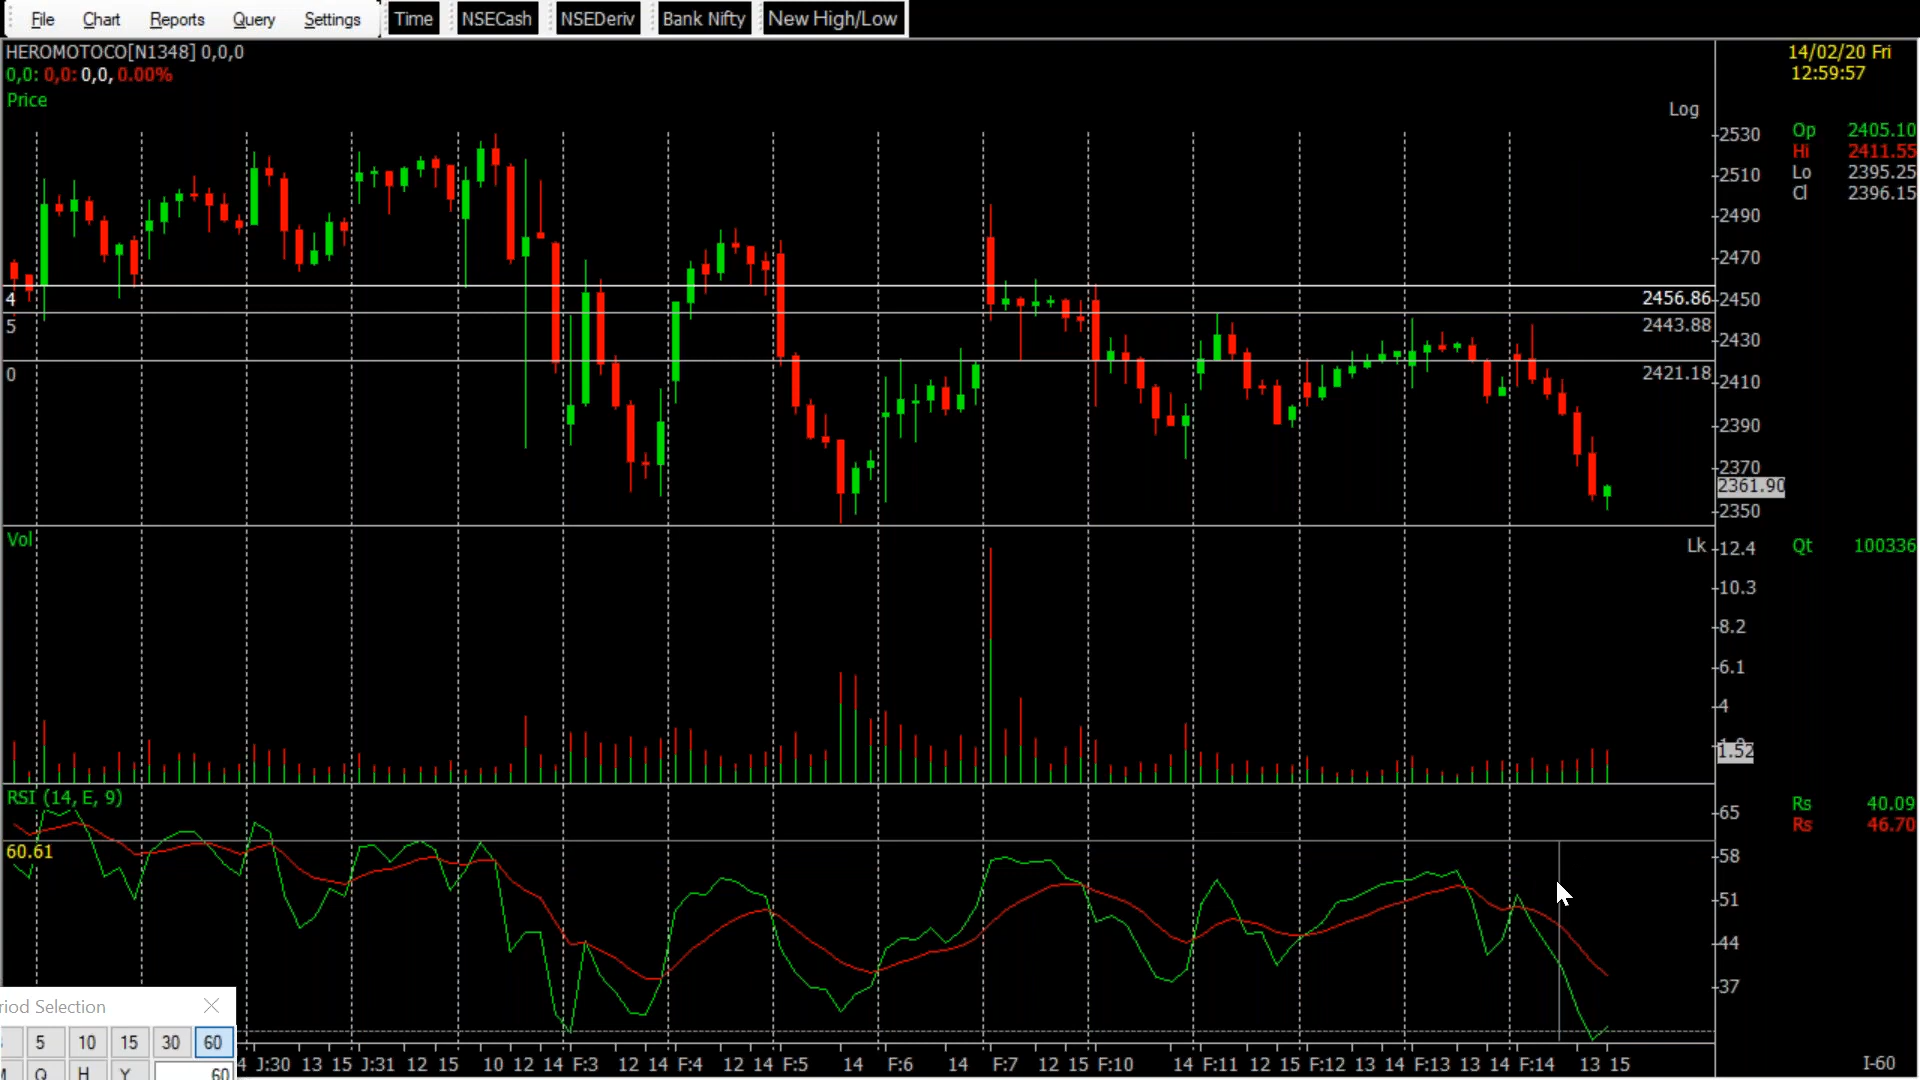 File Chart Reports Query Settings Time NSECash NSEDeriv Bank Nifty New High/Low
HEROMOTOCO[N1348] 0,0,0
0,0: 0,0: 0,0, 0.00%
Price
Log
14/02/20 Fri
12:59:57
2530
2510
2490
2470
2450
2430
2410
2390
2370
2361.90
2350
Op 2405.10
Hi 2411.55
Lo 2395.25
Cl 2396.15
4 2456.86
5 2443.88
0 2421.18
Vol
Lk
12.4
10.3
8.2
6.1
4
1.52
Qt 100336
RSI (14, E, 9)
60.61
65
58
51
44
37
Rs 40.09
Rs 46.70
riod Selection
5 10 15 30 60
M Q H Y 60
4 J:30 13 15 J:31 12 15 10 12 14 F:3 12 14 F:4 12 14 F:5 14 F:6 14 F:7 12 15 F:10 14 F:11 12 15 F:12 13 14 F:13 13 14 F:14 13 15
I-60